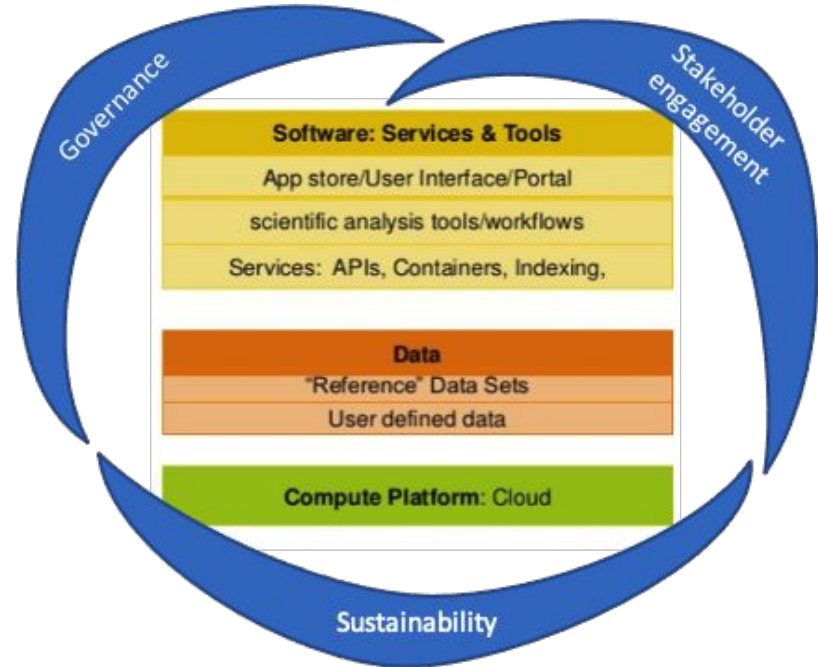 Governance
Stakeholder
engagement
Software: Services & Tools
App store/User Interface/Portal
scientific analysis tools/workflows
Services: APIs, Containers, Indexing,
Data
“Reference” Data Sets
User defined data
Compute Platform: Cloud
Sustainability